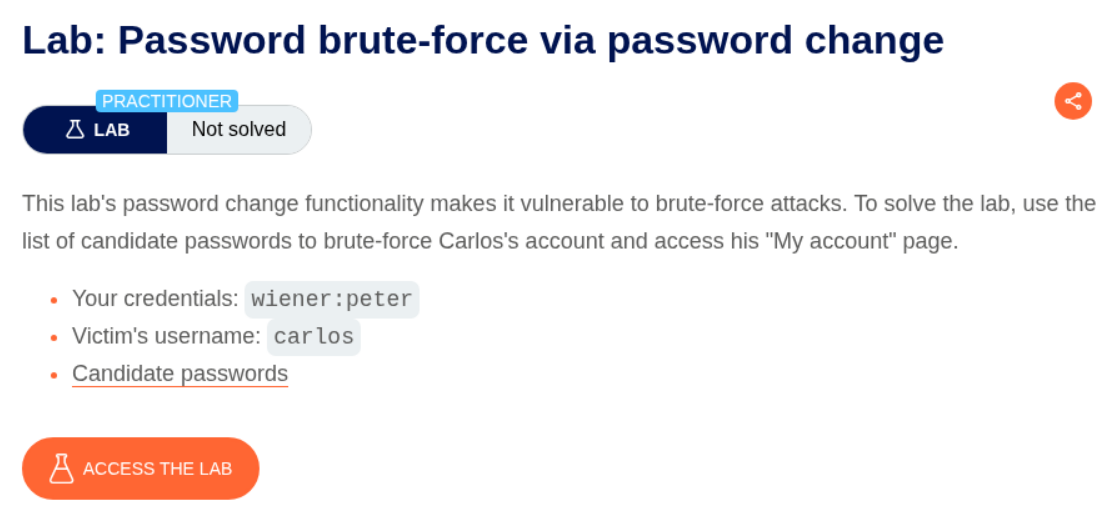 Lab: Password brute-force via password change
PRACTITIONER
LAB
Not solved
This lab's password change functionality makes it vulnerable to brute-force attacks. To solve the lab, use the
list of candidate passwords to brute-force Carlos's account and access his "My account" page.
• Your credentials: wiener:peter
• Victim's username: carlos
• Candidate passwords
ACCESS THE LAB